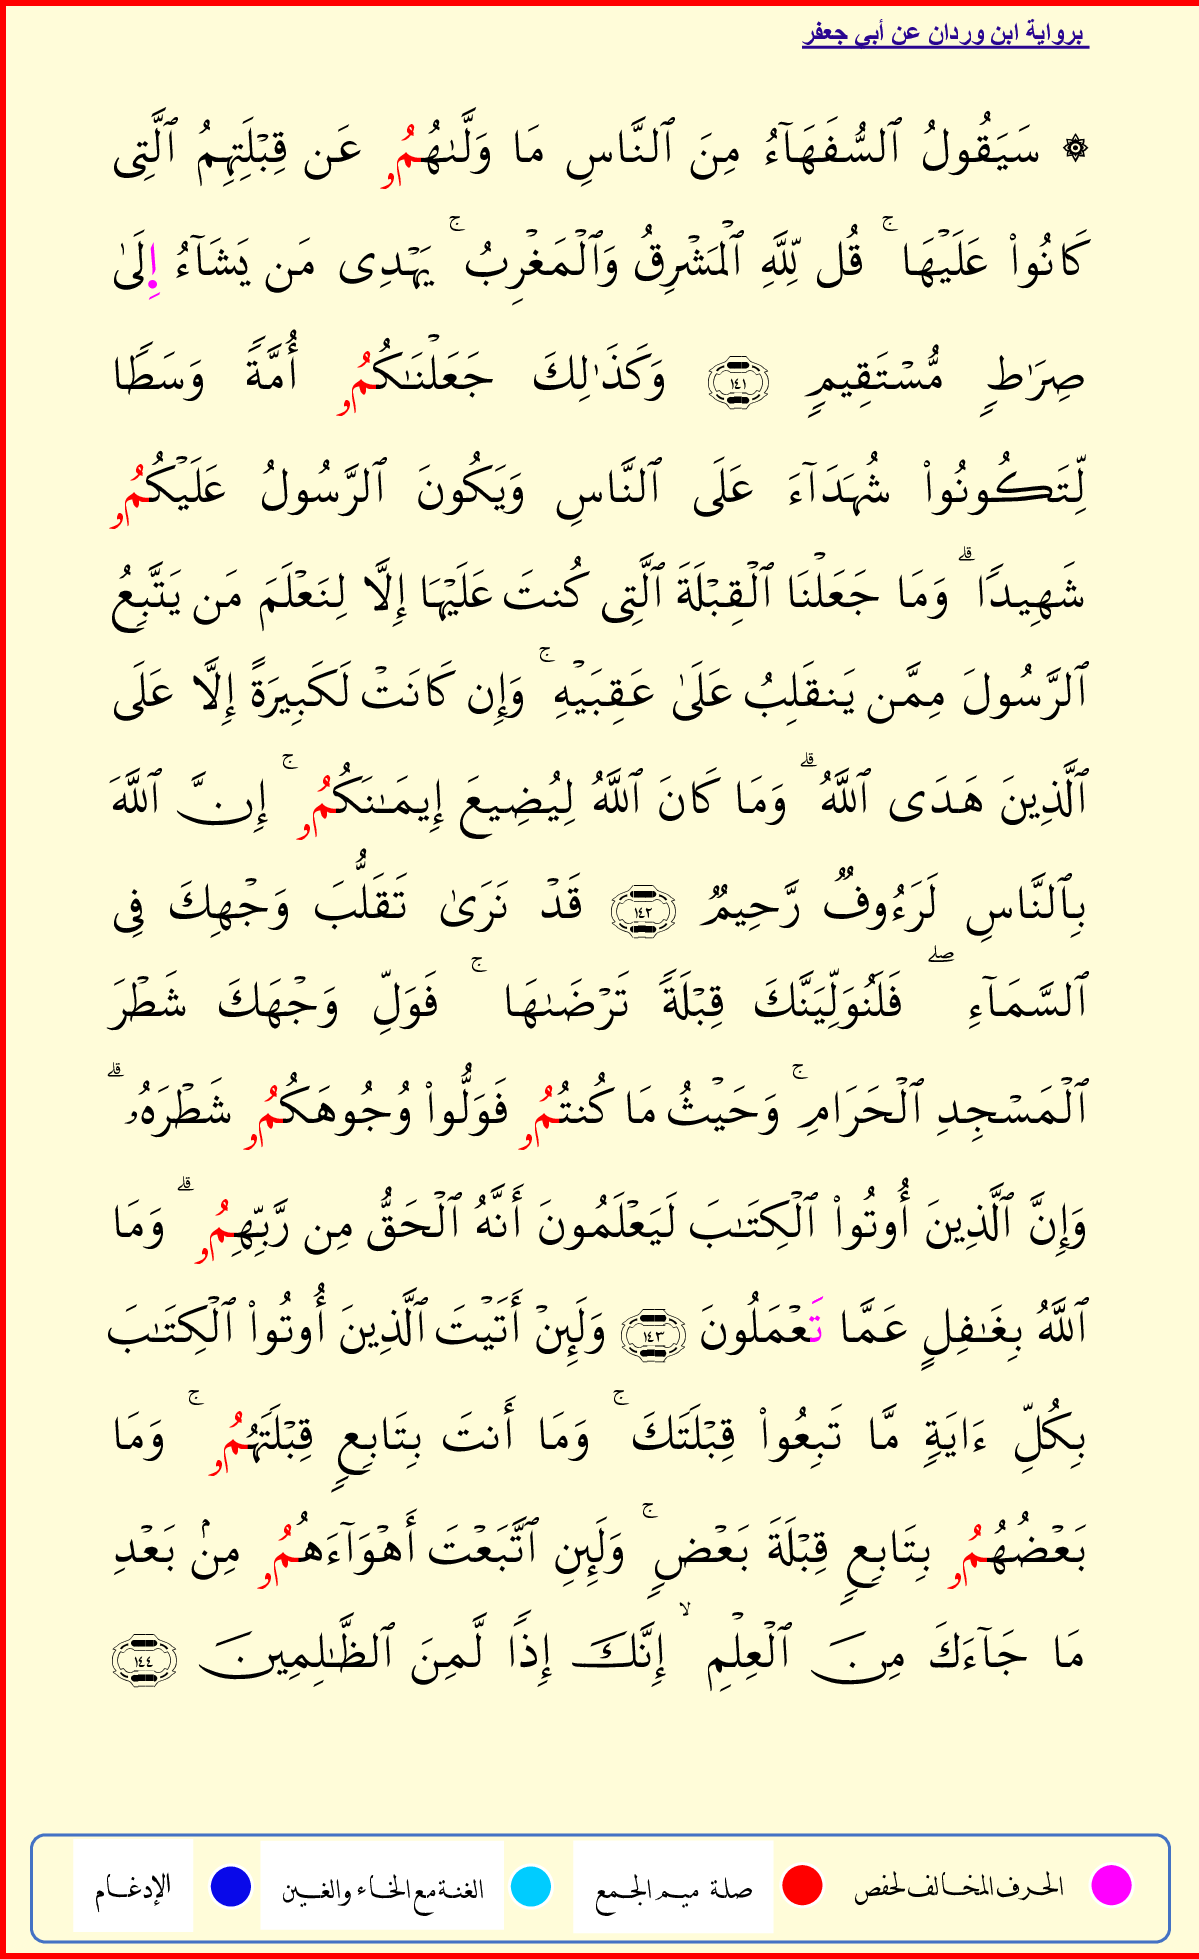 برواية ابن وردان عن أبي جعفر
۞ سَيَقُولُ ٱلسُّفَهَآءُ مِنَ ٱلنَّاسِ مَا وَلَّىٰهُمُۥ عَن قِبْلَتِهِمُ ٱلَّتِى
كَانُواْ عَلَيْهَا ۚ قُل لِّلَّهِ ٱلْمَشْرِقُ وَٱلْمَغْرِبُ ۚ يَهْدِى مَن يَشَآءُ إِلَىٰ
صِرَٰطٍ مُّسْتَقِيمٍ ١٤١ وَكَذَٰلِكَ جَعَلْنَٰكُمُۥ أُمَّةً وَسَطًا
لِّتَكُونُواْ شُهَدَآءَ عَلَى ٱلنَّاسِ وَيَكُونَ ٱلرَّسُولُ عَلَيْكُمُۥ
شَهِيدًا ۗ وَمَا جَعَلْنَا ٱلْقِبْلَةَ ٱلَّتِى كُنتَ عَلَيْهَا إِلَّا لِنَعْلَمَ مَن يَتَّبِعُ
ٱلرَّسُولَ مِمَّن يَنقَلِبُ عَلَىٰ عَقِبَيْهِ ۚ وَإِن كَانَتْ لَكَبِيرَةً إِلَّا عَلَى
ٱلَّذِينَ هَدَى ٱللَّهُ ۗ وَمَا كَانَ ٱللَّهُ لِيُضِيعَ إِيمَٰنَكُمُۥ ۚ إِنَّ ٱللَّهَ
بِٱلنَّاسِ لَرَءُوفٌ رَّحِيمٌ ١٤٢ قَدْ نَرَىٰ تَقَلُّبَ وَجْهِكَ فِى
ٱلسَّمَآءِ ۖ فَلَنُوَلِّيَنَّكَ قِبْلَةً تَرْضَىٰهَا ۚ فَوَلِّ وَجْهَكَ شَطْرَ
ٱلْمَسْجِدِ ٱلْحَرَامِ ۚ وَحَيْثُ مَا كُنتُمُۥ فَوَلُّواْ وُجُوهَكُمُۥ شَطْرَهُۥ ۗ
وَإِنَّ ٱلَّذِينَ أُوتُواْ ٱلْكِتَٰبَ لَيَعْلَمُونَ أَنَّهُ ٱلْحَقُّ مِن رَّبِّهِمُۥ ۗ وَمَا
ٱللَّهُ بِغَٰفِلٍ عَمَّا تَعْمَلُونَ ١٤٣ وَلَئِنْ أَتَيْتَ ٱلَّذِينَ أُوتُواْ ٱلْكِتَٰبَ
بِكُلِّ ءَايَةٍ مَّا تَبِعُواْ قِبْلَتَكَ ۚ وَمَا أَنتَ بِتَابِعٍ قِبْلَتَهُمُۥ ۚ وَمَا
بَعْضُهُمُۥ بِتَابِعٍ قِبْلَةَ بَعْضٍ ۚ وَلَئِنِ ٱتَّبَعْتَ أَهْوَآءَهُمُۥ مِنۢ بَعْدِ
مَا جَآءَكَ مِنَ ٱلْعِلْمِ ۙ إِنَّكَ إِذًا لَّمِنَ ٱلظَّٰلِمِينَ ١٤٤
الحرف المخالف لحفص صلة ميم الجمع الغنة مع الخاء والغين الإدغام